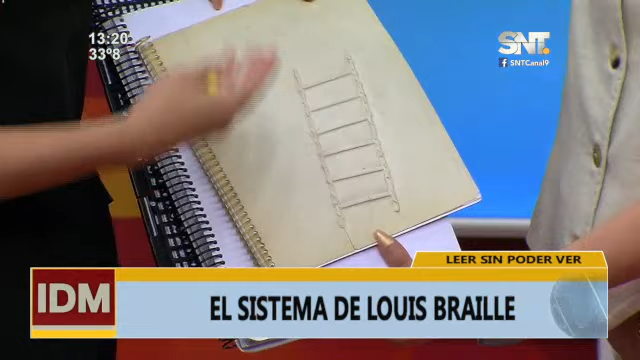 13:20
33°8
SNT
SNTCanal9
LEER SIN PODER VER
IDM
EL SISTEMA DE LOUIS BRAILLE